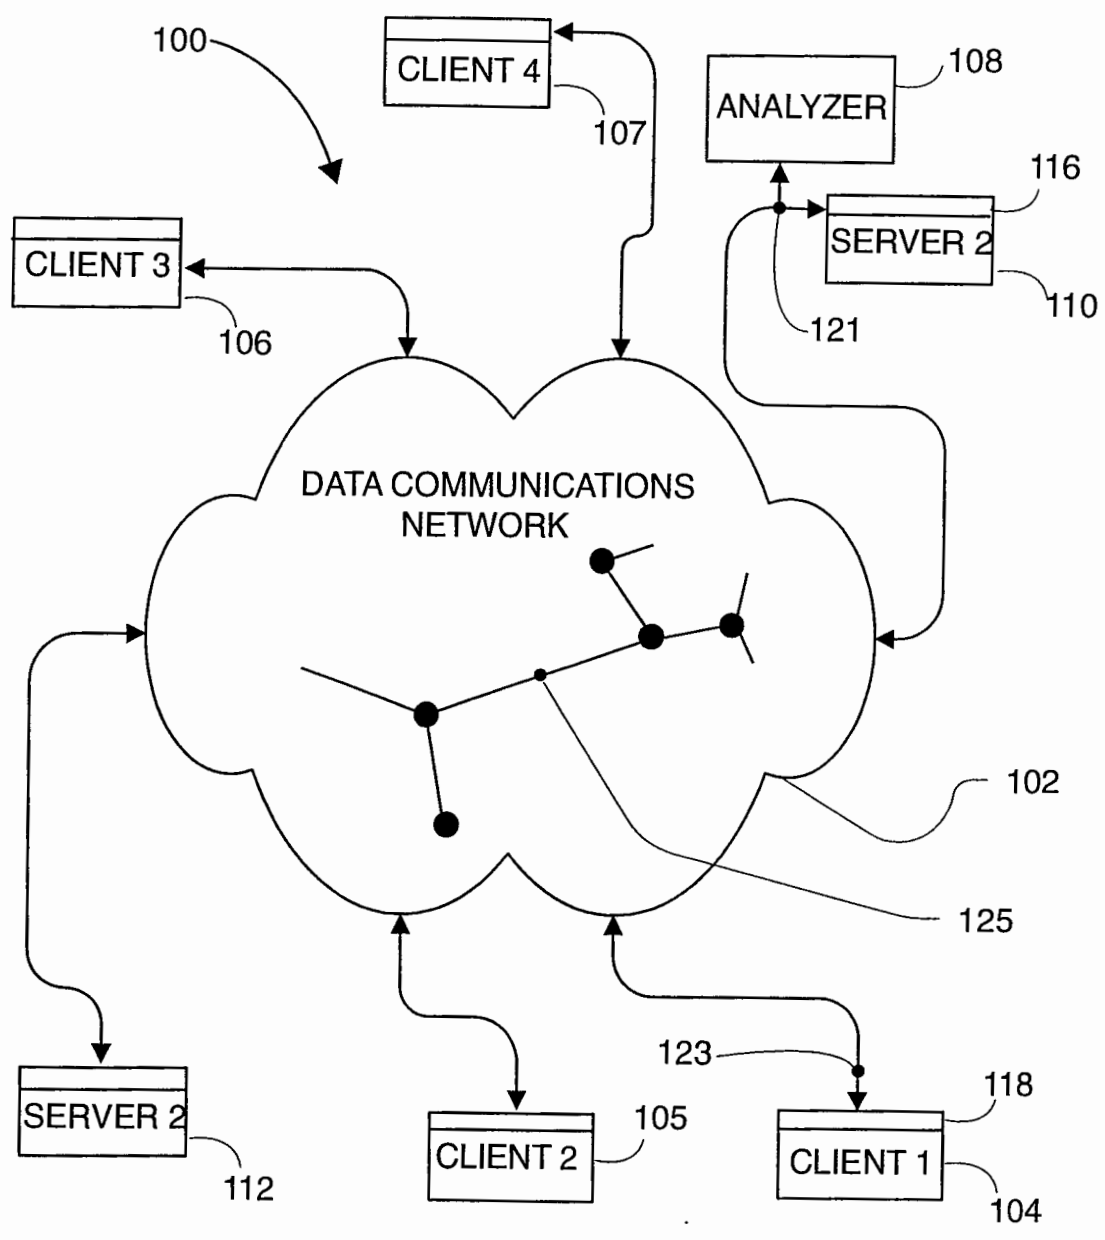 100
CLIENT 4
107
108
ANALYZER
116
SERVER 2
110
121
CLIENT 3
106
DATA COMMUNICATIONS
NETWORK
102
125
123
118
SERVER 2
112
CLIENT 2
105
CLIENT 1
104